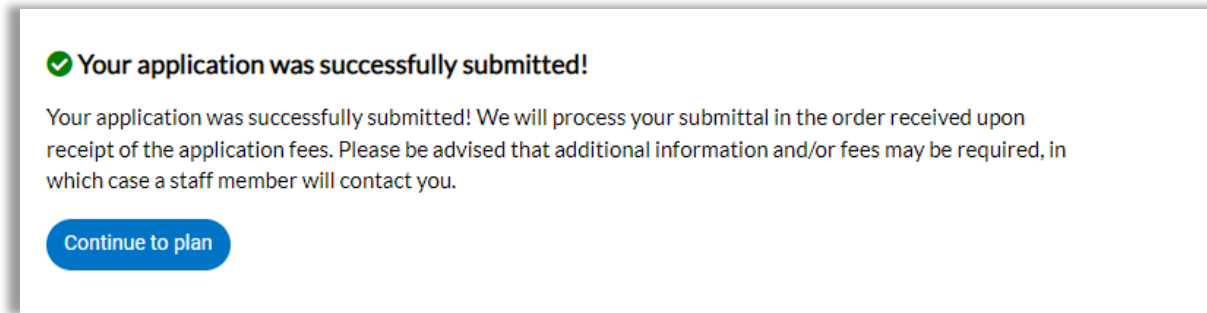 Your application was successfully submitted!
Your application was successfully submitted! We will process your submittal in the order received upon
receipt of the application fees. Please be advised that additional information and/or fees may be required, in
which case a staff member will contact you.
Continue to plan